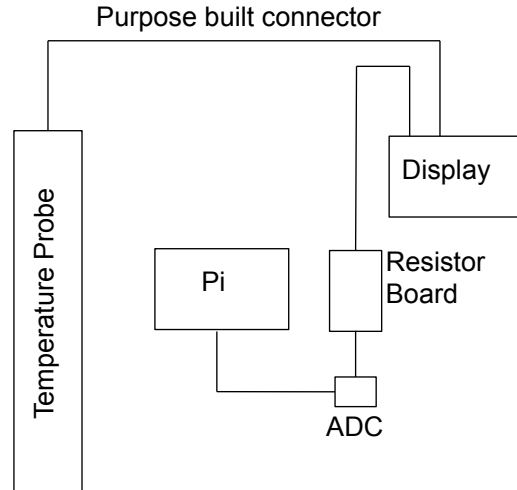 Purpose built connector
Display
Temperature Probe
Pi
Resistor
Board
ADC